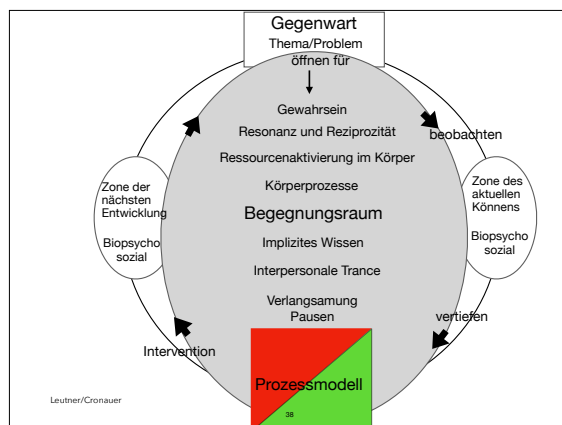 Gegenwart
Thema/Problem
öffnen für
Gewahrsein
Resonanz und Reziprozität
beobachten
Ressourcenaktivierung im Körper
Körperprozesse
Zone der
nächsten
Entwicklung
Biopsycho
sozial
Zone des
aktuellen
Könnens
Biopsycho
sozial
Begegnungsraum
Implizites Wissen
Interpersonale Trance
Verlangsamung
Pausen
vertiefen
Intervention
Prozessmodell
Leutner/Cronauer
38